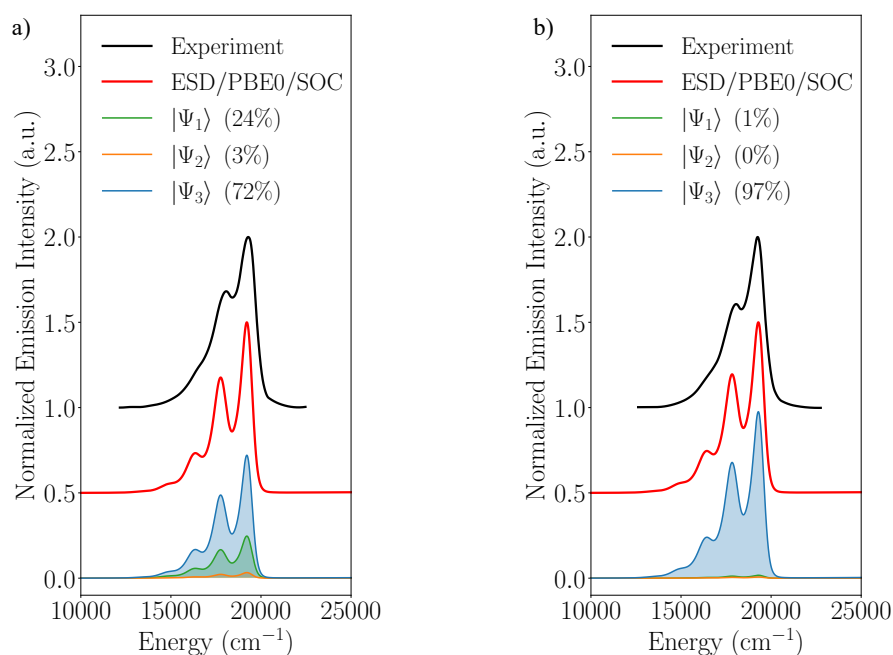 a)
Experiment
ESD/PBE0/SOC
|Ψ₁⟩ (24%)
|Ψ₂⟩ (3%)
|Ψ₃⟩ (72%)
Normalized Emission Intensity (a.u.)
3.0
2.5
2.0
1.5
1.0
0.5
0.0
10000 15000 20000 25000
Energy (cm⁻¹)
b)
Experiment
ESD/PBE0/SOC
|Ψ₁⟩ (1%)
|Ψ₂⟩ (0%)
|Ψ₃⟩ (97%)
Normalized Emission Intensity (a.u.)
3.0
2.5
2.0
1.5
1.0
0.5
0.0
10000 15000 20000 25000
Energy (cm⁻¹)